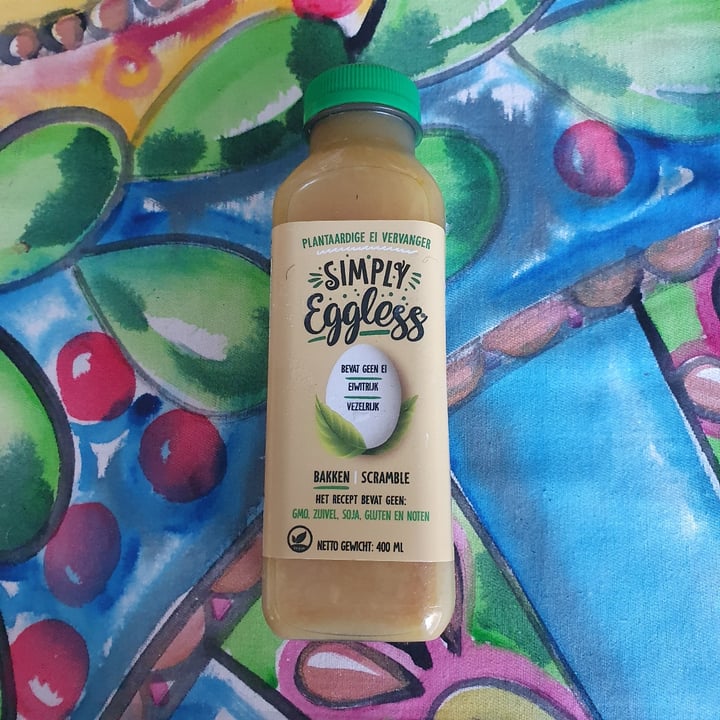 PLANTAARDIGE EI VERVANGER
SIMPLY
Eggless
BEVAT GEEN EI
EIWITRIJK
VEZELRIJK
BAKKEN | SCRAMBLE
HET RECEPT BEVAT GEEN:
GMO, ZUIVEL, SOJA, GLUTEN EN NOTEN
NETTO GEWICHT: 400 ML